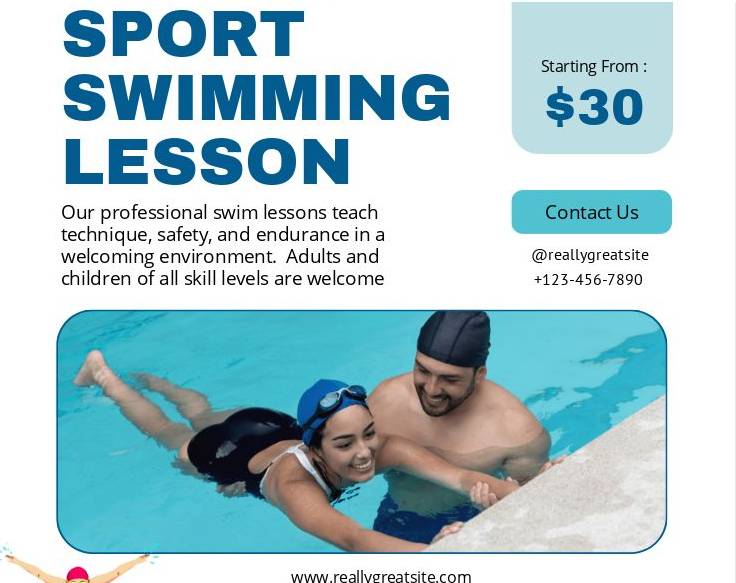 SPORT
SWIMMING
LESSON
Our professional swim lessons teach
technique, safety, and endurance in a
welcoming environment.  Adults and
children of all skill levels are welcome
Starting From :
$30
Contact Us
@reallygreatsite
+123-456-7890
www.reallygreatsite.com